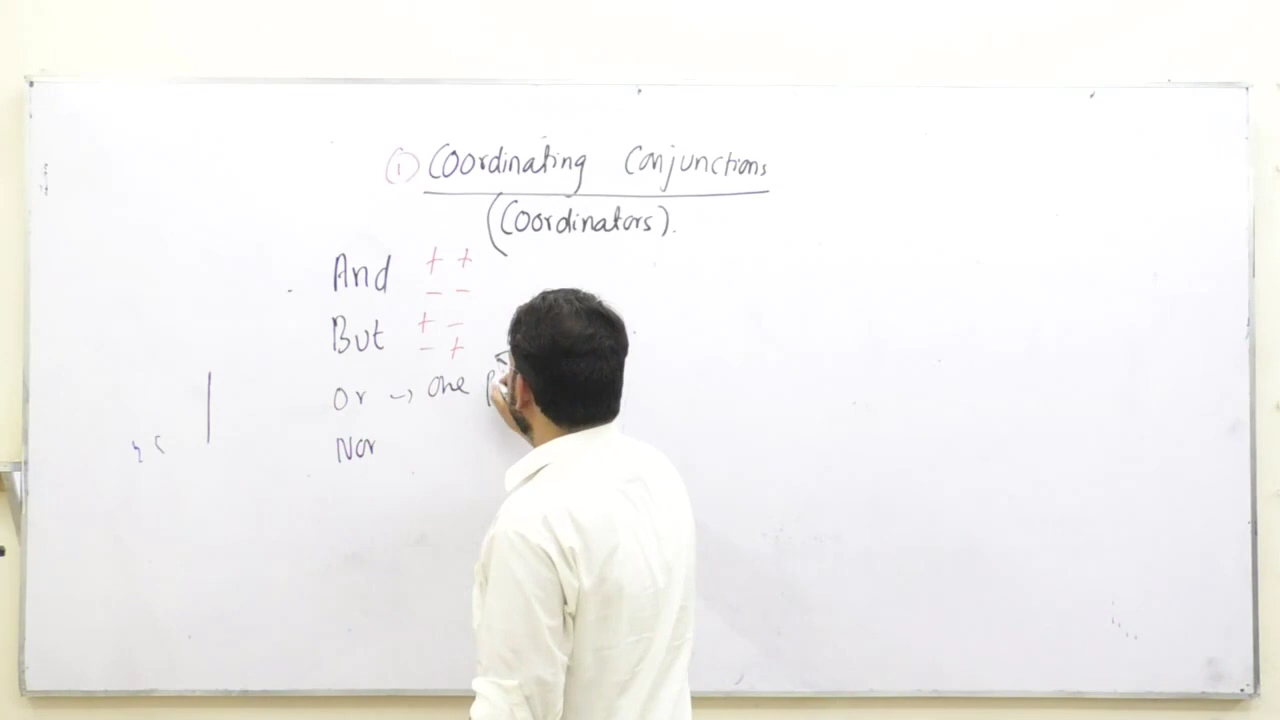 ① Coordinating Conjunctions
(Coordinators).
And + +
− −
But + −
− +
Or → One
Nor